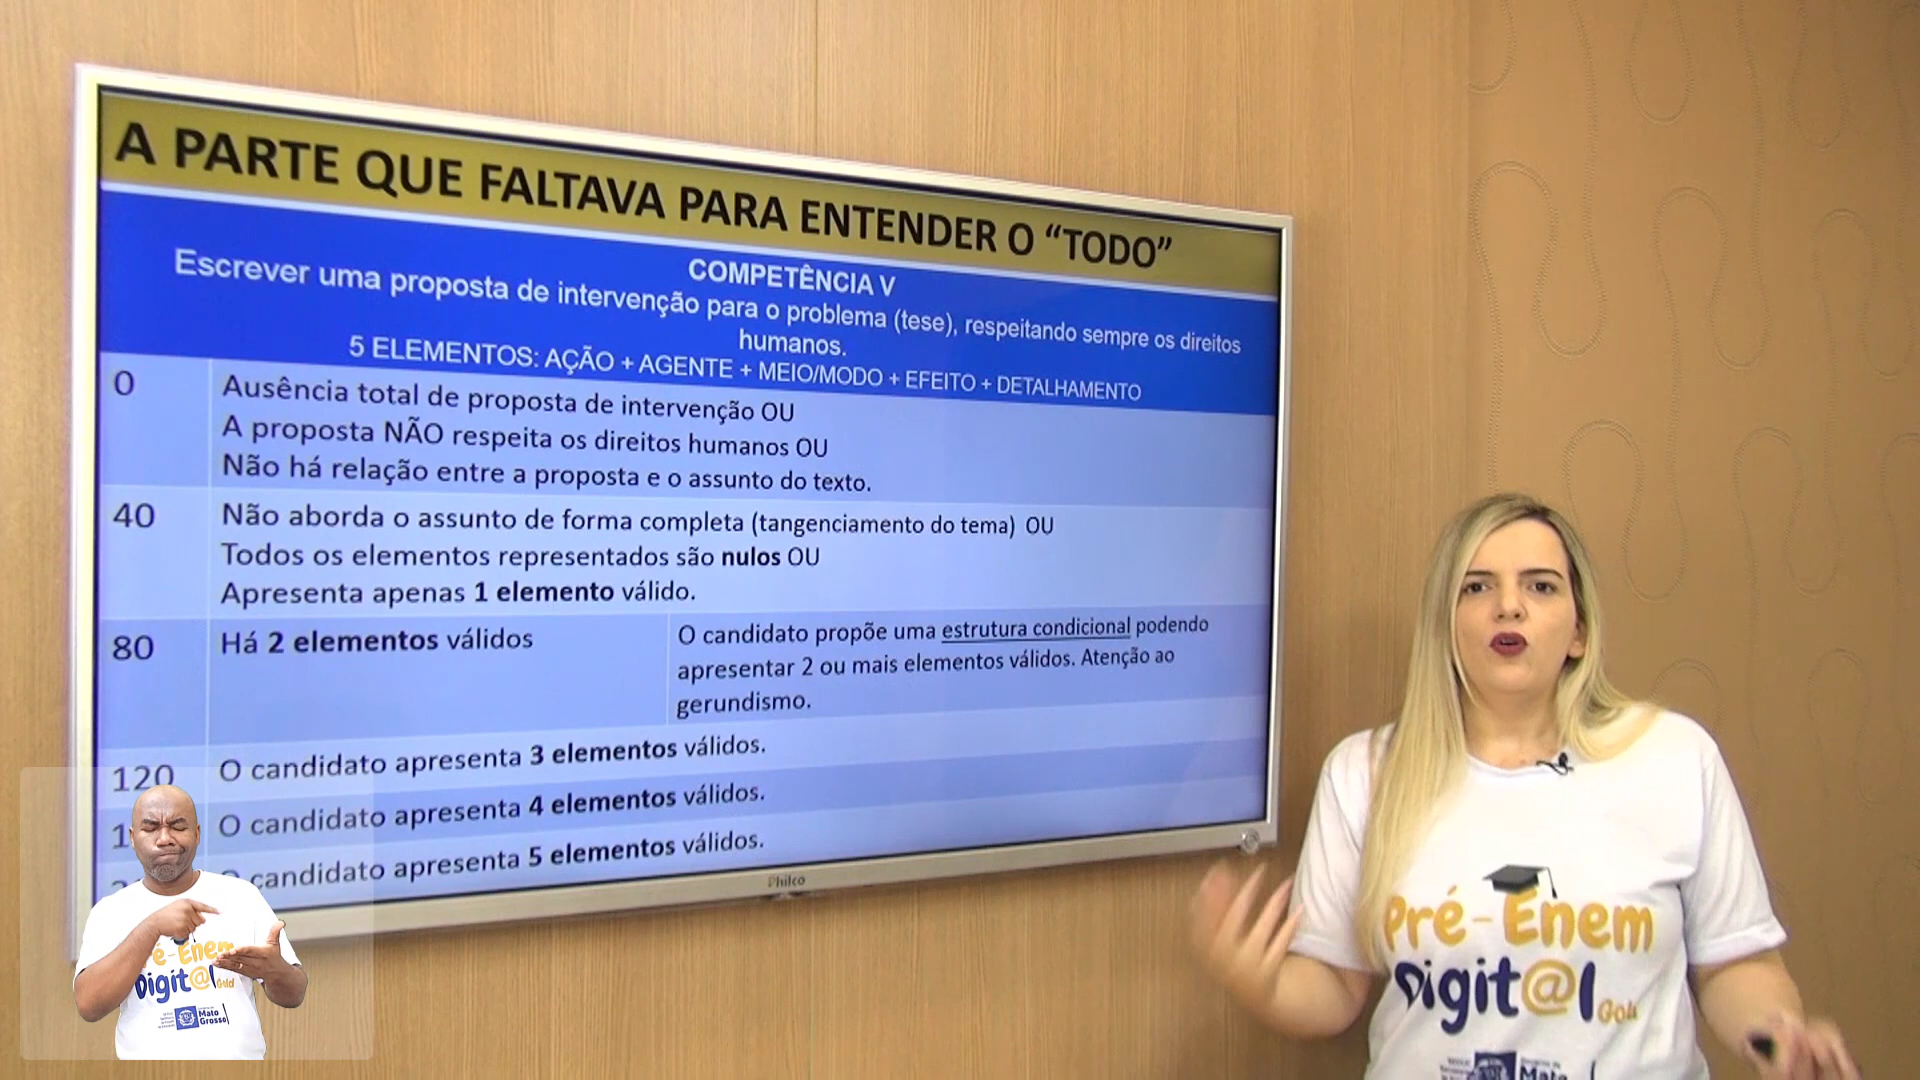 A PARTE QUE FALTAVA PARA ENTENDER O “TODO”
COMPETÊNCIA V
Escrever uma proposta de intervenção para o problema (tese), respeitando sempre os direitos
humanos.
5 ELEMENTOS: AÇÃO + AGENTE + MEIO/MODO + EFEITO + DETALHAMENTO
0
Ausência total de proposta de intervenção OU
A proposta NÃO respeita os direitos humanos OU
Não há relação entre a proposta e o assunto do texto.
40
Não aborda o assunto de forma completa (tangenciamento do tema) OU
Todos os elementos representados são nulos OU
Apresenta apenas 1 elemento válido.
80
Há 2 elementos válidos
O candidato propõe uma estrutura condicional podendo
apresentar 2 ou mais elementos válidos. Atenção ao
gerundismo.
120
O candidato apresenta 3 elementos válidos.
O candidato apresenta 4 elementos válidos.
candidato apresenta 5 elementos válidos.
Philco
Pré-Enem
Digit@l
Gold
Mato
é-Enem
Digit@l
Gold
Mato
Grosso